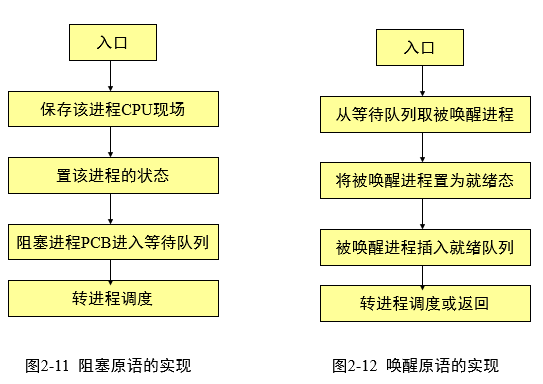 入口
保存该进程CPU现场
置该进程的状态
阻塞进程PCB进入等待队列
转进程调度
图2-11 阻塞原语的实现
入口
从等待队列取被唤醒进程
将被唤醒进程置为就绪态
被唤醒进程插入就绪队列
转进程调度或返回
图2-12 唤醒原语的实现